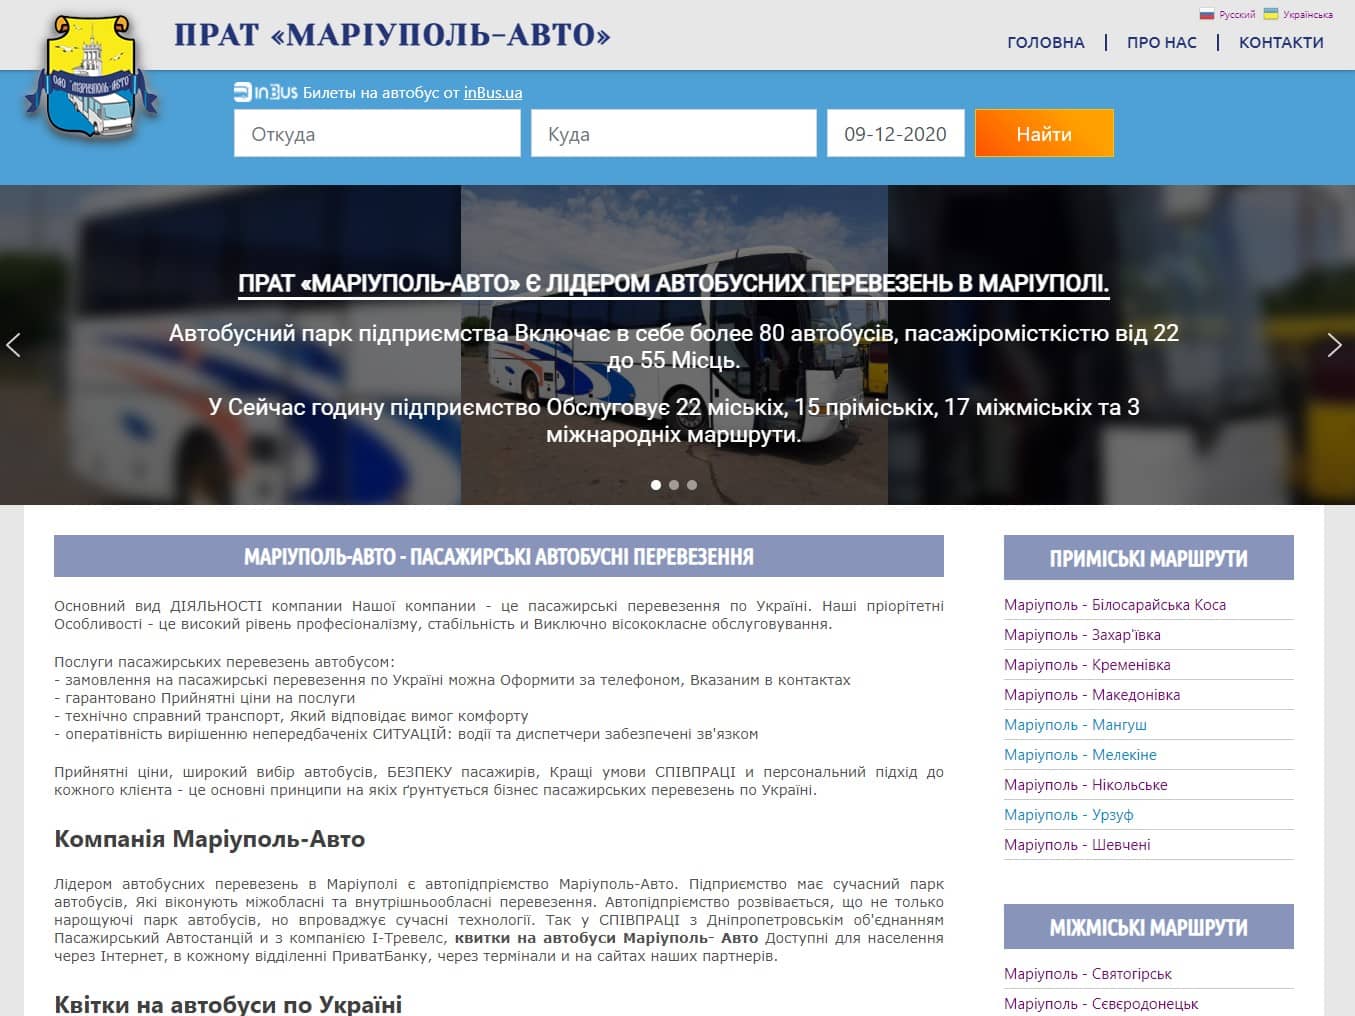 ПРАТ «МАРІУПОЛЬ-АВТО»
Русский Українська
ГОЛОВНА | ПРО НАС | КОНТАКТИ
ОАО "МАРИУПОЛЬ-АВТО"
inBus Билеты на автобус от inBus.ua
Откуда Куда 09-12-2020 Найти
ПРАТ «МАРІУПОЛЬ-АВТО» Є ЛІДЕРОМ АВТОБУСНИХ ПЕРЕВЕЗЕНЬ В МАРІУПОЛІ.
Автобусний парк підприємства Включає в себе более 80 автобусів, пасажіромісткістю від 22
до 55 Місць.
У Сейчас годину підприємство Обслуговує 22 міськіх, 15 пріміськіх, 17 міжміськіх та 3
міжнародніх маршрути.
МАРІУПОЛЬ-АВТО - ПАСАЖИРСЬКІ АВТОБУСНІ ПЕРЕВЕЗЕННЯ
Основний вид ДІЯЛЬНОСТІ компании Нашої компании - це пасажирські перевезення по Україні. Наші пріорітетні
Особливості - це високий рівень професіоналізму, стабільність и Виключно вісококласне обслуговування.
Послуги пасажирських перевезень автобусом:
- замовлення на пасажирські перевезення по Україні можна Оформити за телефоном, Вказаним в контактах
- гарантовано Прийнятні ціни на послуги
- технічно справний транспорт, Який відповідає вимог комфорту
- оперативність вирішенню непередбаченіх СИТУАЦІЙ: водії та диспетчери забезпечені зв'язком
Прийнятні ціни, широкий вибір автобусів, БЕЗПЕКУ пасажирів, Кращі умови СПІВПРАЦІ и персональний підхід до
кожного клієнта - це основні принципи на якіх ґрунтується бізнес пасажирських перевезень по Україні.
Компанія Маріуполь-Авто
Лідером автобусних перевезень в Маріуполі є автопідпріємство Маріуполь-Авто. Підприємство має сучасний парк
автобусів, Які віконують міжобласні та внутрішньообласні перевезення. Автопідпріємство розвівається, що не только
нарощуючі парк автобусів, но впроваджує сучасні технології. Так у СПІВПРАЦІ з Дніпропетровськім об'єднанням
Пасажирський Автостанцій и з компанією І-Тревелс, квитки на автобуси Маріуполь- Авто Доступні для населення
через Інтернет, в кожному відділенні ПриватБанку, через термінали и на сайтах наших партнерів.
Квітки на автобуси по Україні
ПРИМІСЬКІ МАРШРУТИ
Маріуполь - Білосарайська Коса
Маріуполь - Захар'ївка
Маріуполь - Кременівка
Маріуполь - Македонівка
Маріуполь - Мангуш
Маріуполь - Мелекіне
Маріуполь - Нікольське
Маріуполь - Урзуф
Маріуполь - Шевчені
МІЖМІСЬКІ МАРШРУТИ
Маріуполь - Святогірськ
Маріуполь - Сєвєродонецьк